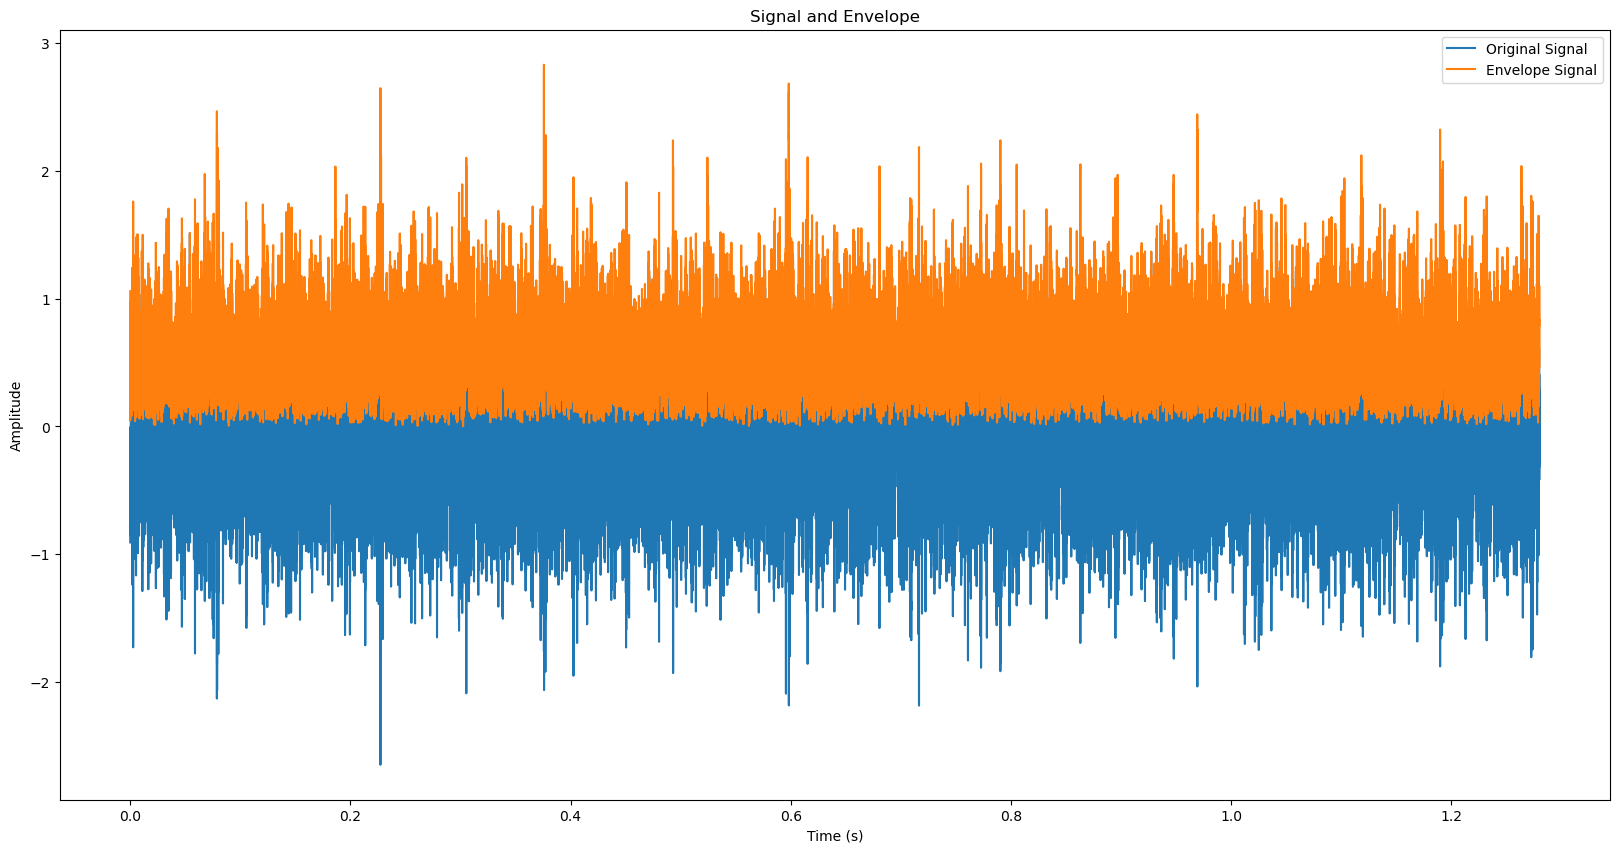 Signal and Envelope
Original Signal
Envelope Signal
3
2
1
0
−1
−2
Amplitude
0.0 0.2 0.4 0.6 0.8 1.0 1.2
Time (s)